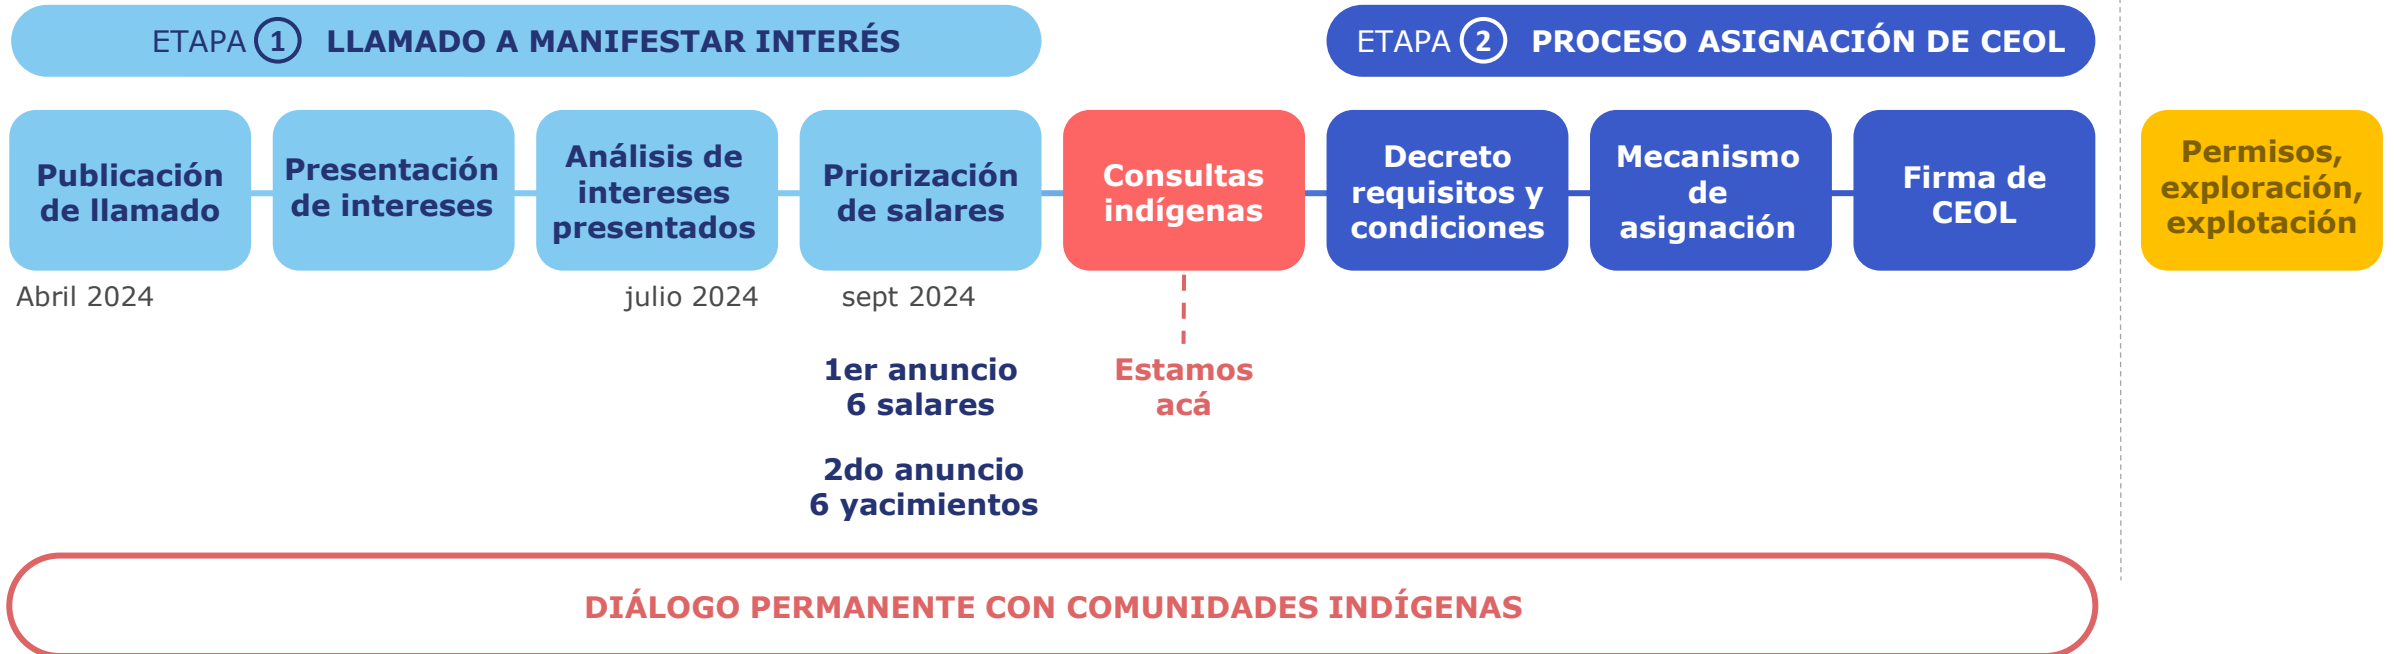 ETAPA 1 LLAMADO A MANIFESTAR INTERÉS
ETAPA 2 PROCESO ASIGNACIÓN DE CEOL
Publicación
de llamado
Presentación
de intereses
Análisis de
intereses
presentados
Priorización
de salares
Consultas
indígenas
Decreto
requisitos y
condiciones
Mecanismo
de
asignación
Firma de
CEOL
Permisos,
exploración,
explotación
Abril 2024
julio 2024
sept 2024
1er anuncio
6 salares
2do anuncio
6 yacimientos
Estamos
acá
DIÁLOGO PERMANENTE CON COMUNIDADES INDÍGENAS